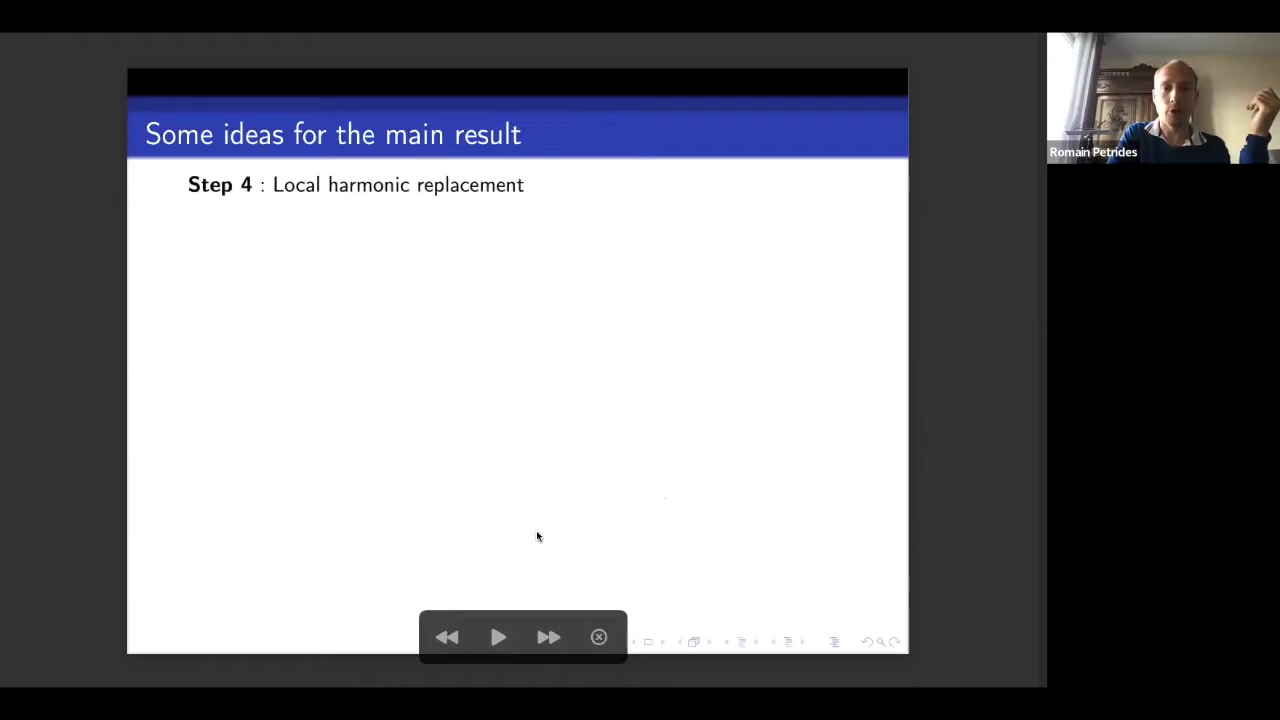 Some ideas for the main result
Step 4 : Local harmonic replacement
Romain Petrides